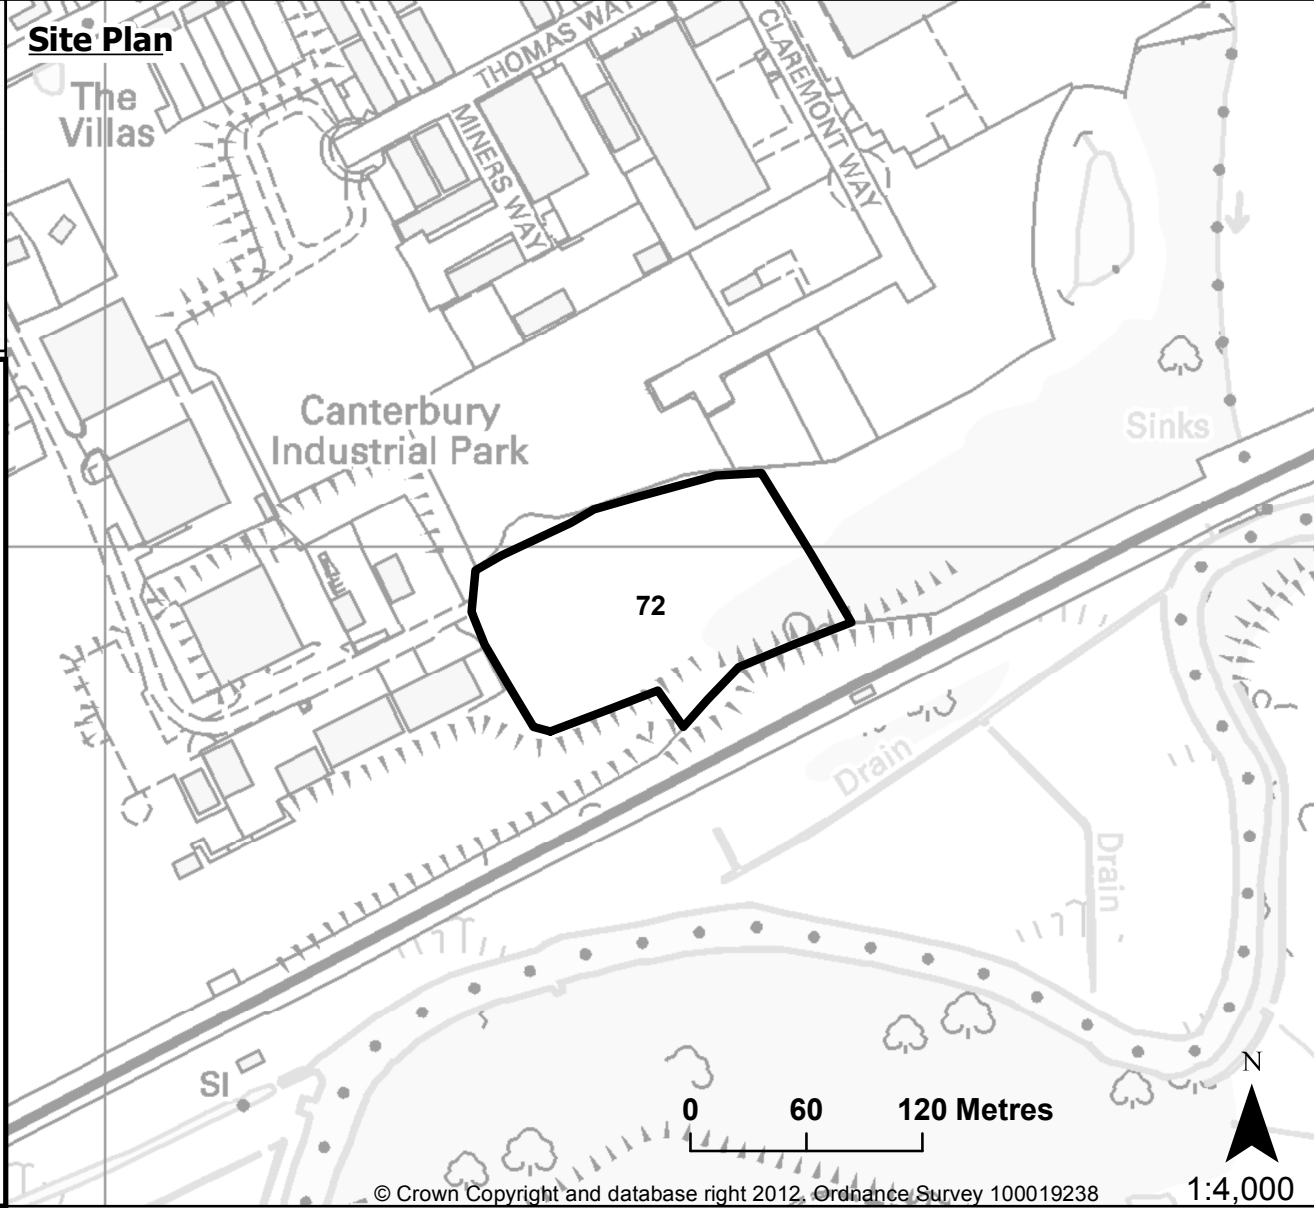 Site Plan
The
Villas
THOMAS WAY
MINERS WAY
CLAREMONT WAY
Canterbury
Industrial Park
Sinks
72
Drain
Drain
SI
0 60 120 Metres
N
1:4,000
© Crown Copyright and database right 2012. Ordnance Survey 100019238